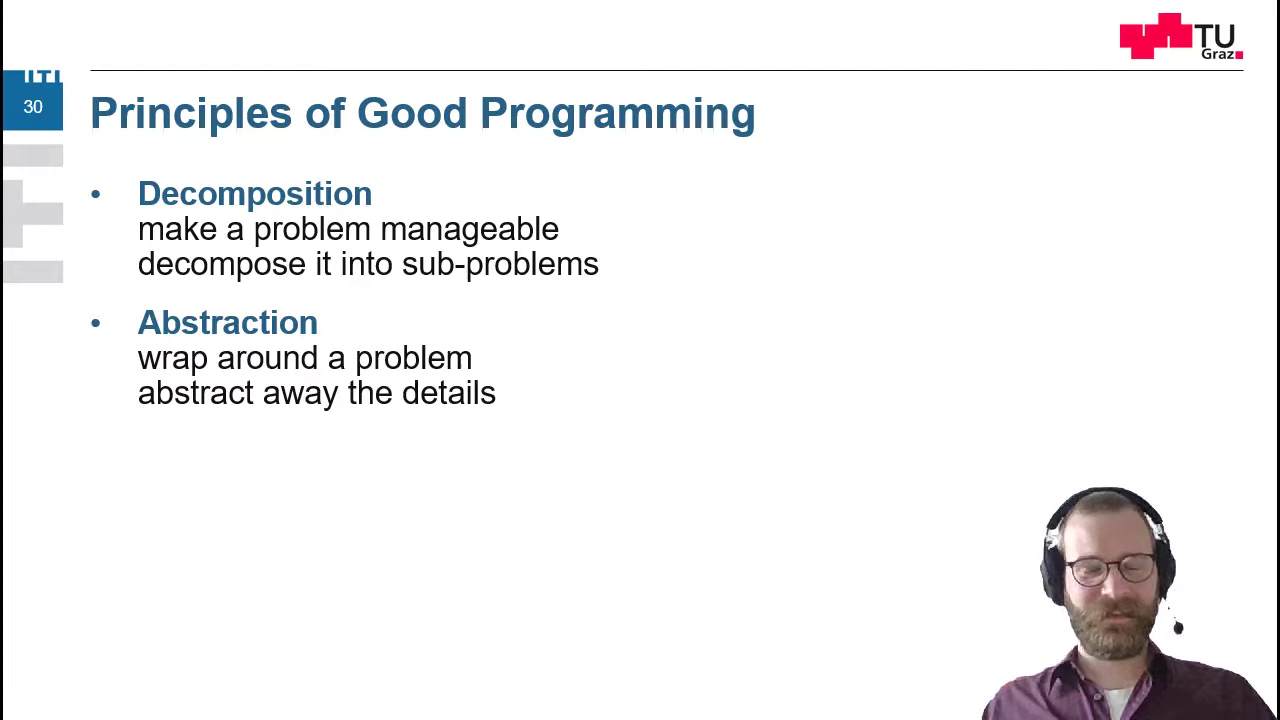 TU
Graz
30
Principles of Good Programming
• Decomposition
make a problem manageable
decompose it into sub-problems
• Abstraction
wrap around a problem
abstract away the details